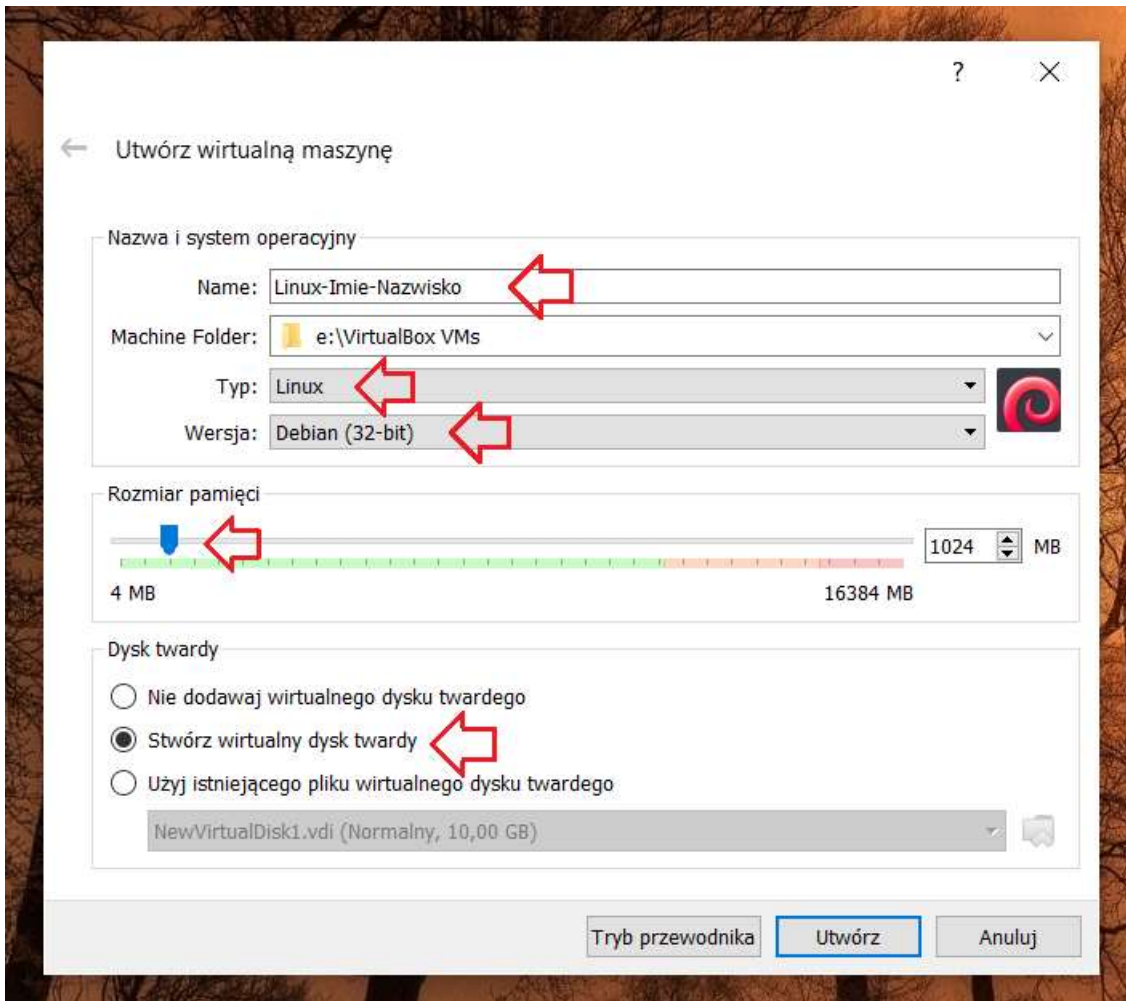 ?
Utwórz wirtualną maszynę
Nazwa i system operacyjny
Name: Linux-Imie-Nazwisko
Machine Folder: e:\VirtualBox VMs
Typ: Linux
Wersja: Debian (32-bit)
Rozmiar pamięci
1024 MB
4 MB 16384 MB
Dysk twardy
Nie dodawaj wirtualnego dysku twardego
Stwórz wirtualny dysk twardy
Użyj istniejącego pliku wirtualnego dysku twardego
NewVirtualDisk1.vdi (Normalny, 10,00 GB)
Tryb przewodnika Utwórz Anuluj